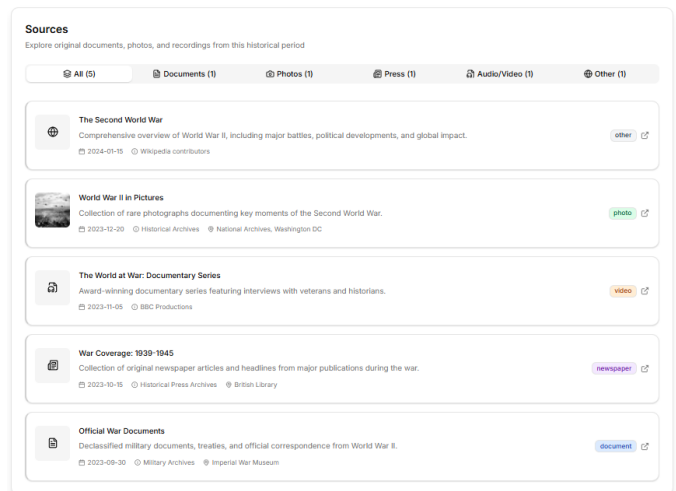 Sources
Explore original documents, photos, and recordings from this historical period
All (5) Documents (1) Photos (1) Press (1) Audio/Video (1) Other (1)
The Second World War
Comprehensive overview of World War II, including major battles, political developments, and global impact.
other
2024-01-15 Wikipedia contributors
World War II in Pictures
Collection of rare photographs documenting key moments of the Second World War.
photo
2023-12-20 Historical Archives National Archives, Washington DC
The World at War: Documentary Series
Award-winning documentary series featuring interviews with veterans and historians.
video
2023-11-05 BBC Productions
War Coverage: 1939-1945
Collection of original newspaper articles and headlines from major publications during the war.
newspaper
2023-10-15 Historical Press Archives British Library
Official War Documents
Declassified military documents, treaties, and official correspondence from World War II.
document
2023-09-30 Military Archives Imperial War Museum